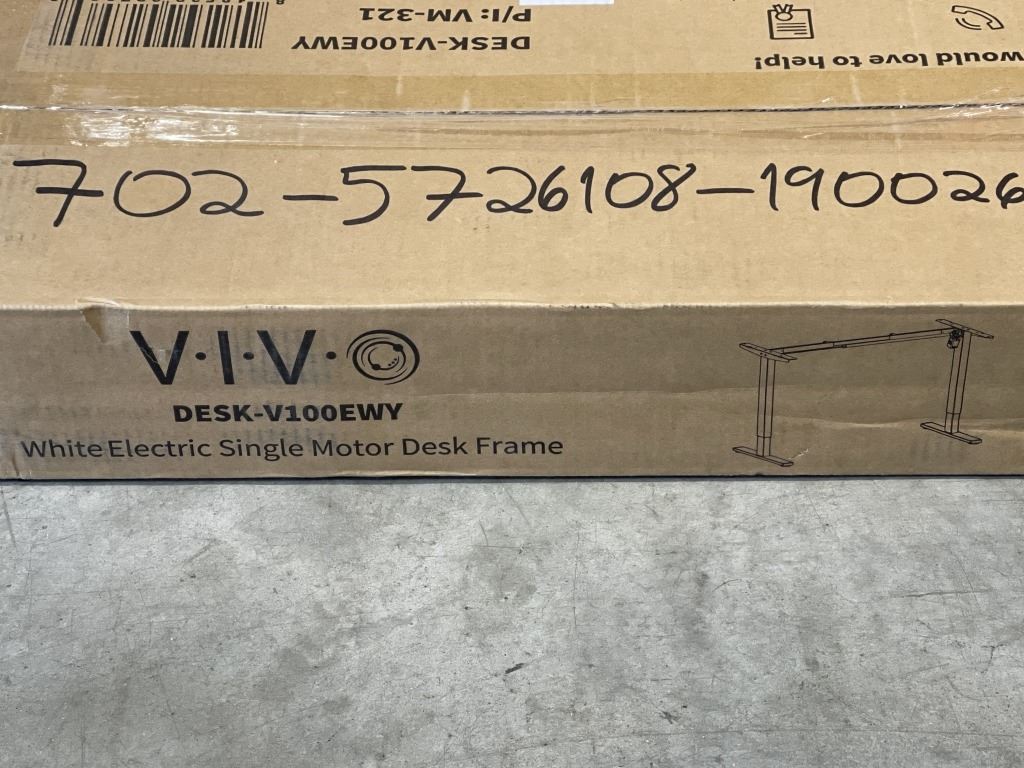 P/I: VM-321
DESK-V100EWY
would love to help!
702-5726108-190026
V·I·V·O
DESK-V100EWY
White Electric Single Motor Desk Frame